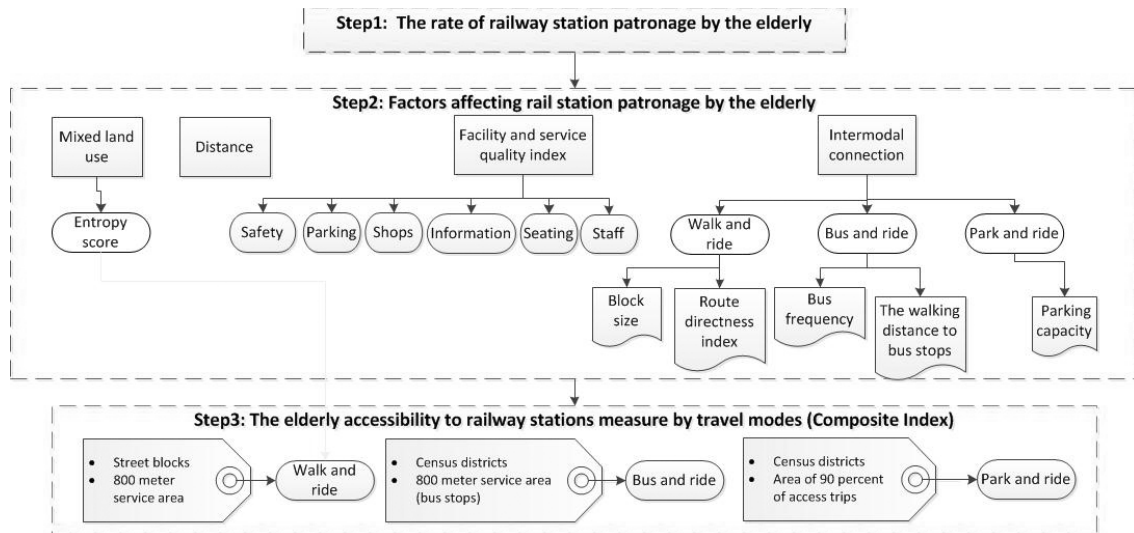 Step1: The rate of railway station patronage by the elderly
Step2: Factors affecting rail station patronage by the elderly
Mixed land
use
Distance
Facility and service
quality index
Intermodal
connection
Entropy
score
Safety
Parking
Shops
Information
Seating
Staff
Walk and
ride
Bus and ride
Park and ride
Block
size
Route
directness
index
Bus
frequency
The walking
distance to
bus stops
Parking
capacity
Step3: The elderly accessibility to railway stations measure by travel modes (Composite Index)
• Street blocks
• 800 meter
service area
Walk and
ride
• Census districts
• 800 meter service area
(bus stops)
Bus and ride
• Census districts
• Area of 90 percent
of access trips
Park and ride